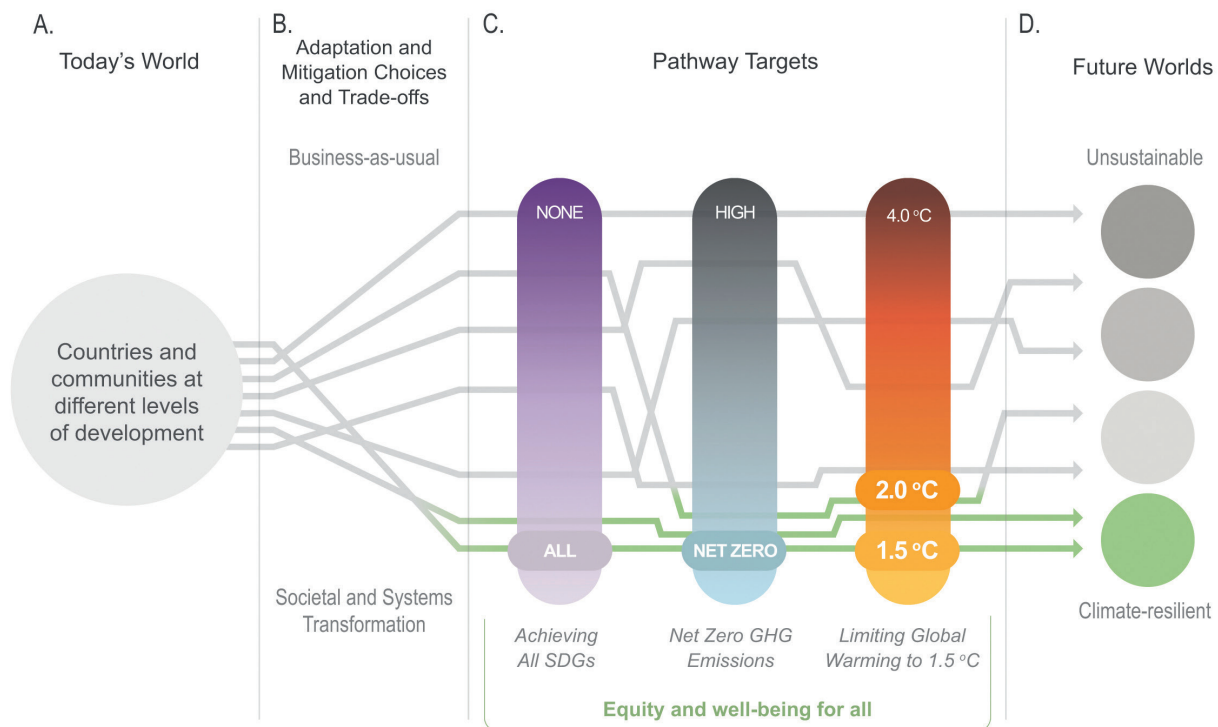 A.
Today's World
Countries and
communities at
different levels
of development
B.
Adaptation and
Mitigation Choices
and Trade-offs
Business-as-usual
Societal and Systems
Transformation
C.
Pathway Targets
NONE
ALL
Achieving
All SDGs
HIGH
NET ZERO
Net Zero GHG
Emissions
4.0 °C
2.0 °C
1.5 °C
Limiting Global
Warming to 1.5 °C
Equity and well-being for all
D.
Future Worlds
Unsustainable
Climate-resilient